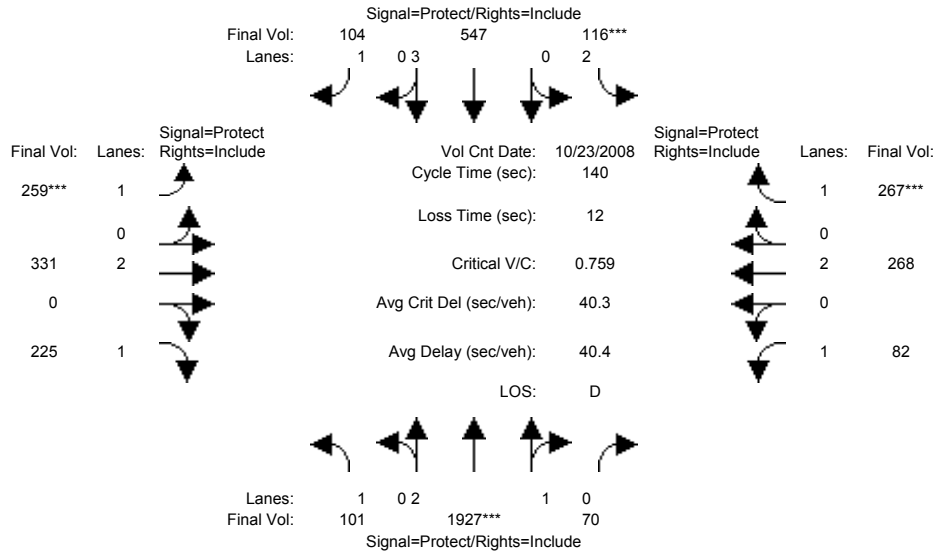 Signal=Protect/Rights=Include
Final Vol: 104 547 116***
Lanes: 1 0 3 0 2
Signal=Protect Signal=Protect
Final Vol: Lanes: Rights=Include Vol Cnt Date: 10/23/2008 Rights=Include Lanes: Final Vol:
Cycle Time (sec): 140
259*** 1 1 267***
Loss Time (sec): 12
0 0
331 2 Critical V/C: 0.759 2 268
0 Avg Crit Del (sec/veh): 40.3 0
225 1 Avg Delay (sec/veh): 40.4 1 82
LOS: D
Lanes: 1 0 2 1 0
Final Vol: 101 1927*** 70
Signal=Protect/Rights=Include